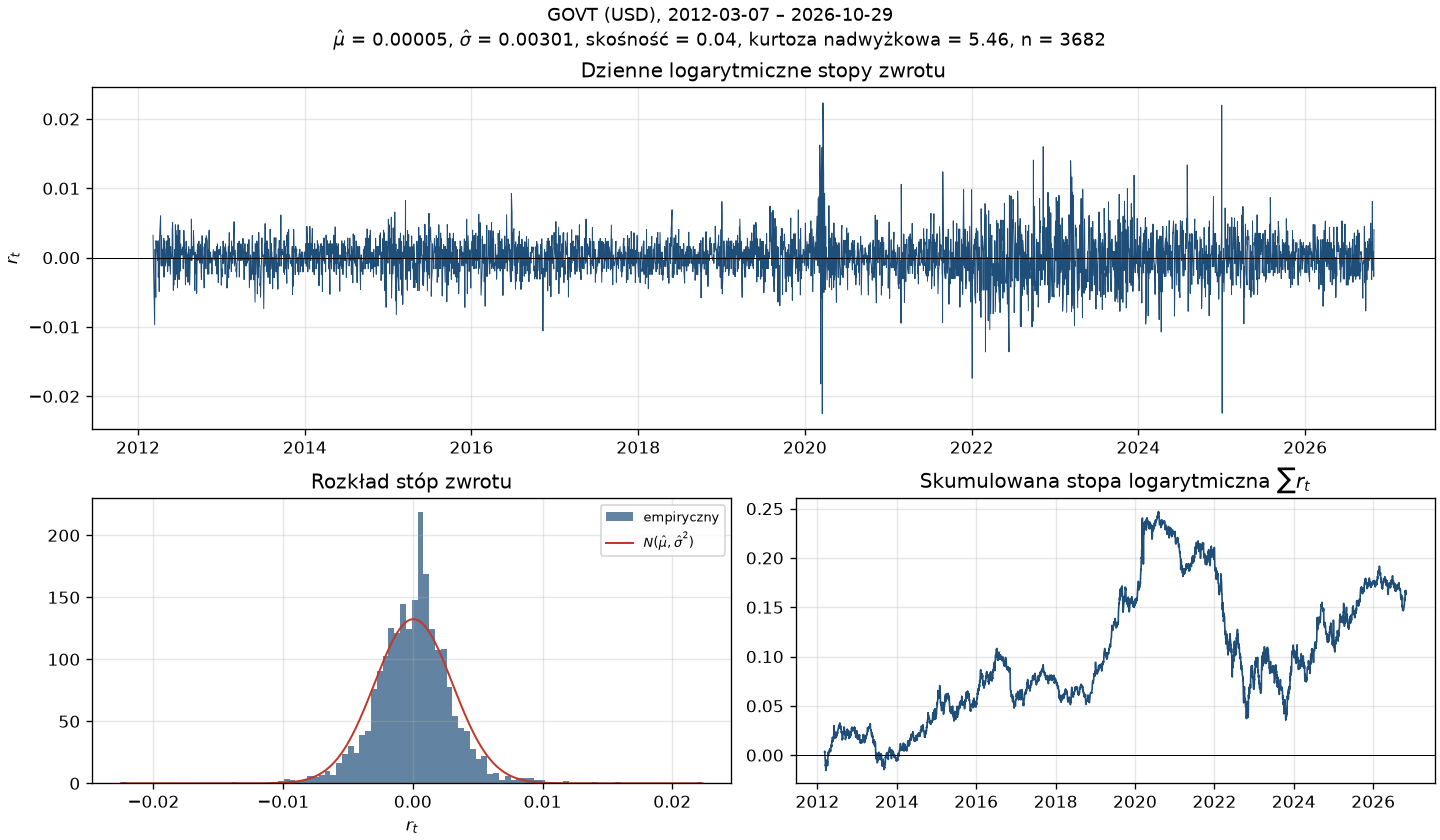 GOVT (USD), 2012-03-07 – 2026-10-29
μ̂ = 0.00005, σ̂ = 0.00301, skośność = 0.04, kurtoza nadwyżkowa = 5.46, n = 3682
Dzienne logarytmiczne stopy zwrotu
0.02
0.01
0.00
−0.01
−0.02
r_t
2012 2014 2016 2018 2020 2022 2024 2026
Rozkład stóp zwrotu
200
150
100
50
0
empiryczny
N(μ̂, σ̂²)
−0.02 −0.01 0.00 0.01 0.02
r_t
Skumulowana stopa logarytmiczna ∑r_t
0.25
0.20
0.15
0.10
0.05
0.00
2012 2014 2016 2018 2020 2022 2024 2026